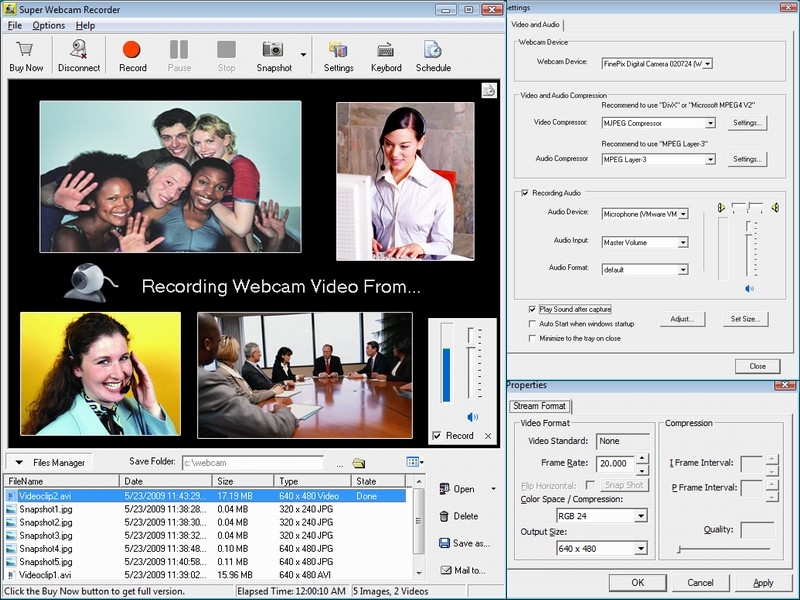 Super Webcam Recorder
File Options Help
Buy Now Disconnect Record Pause Stop Snapshot Settings Keybord Schedule
Recording Webcam Video From...
Record
Files Manager Save Folder: c:\webcam ...
FileName Date Size Type State
Videoclip2.avi 5/23/2009 11:43:29... 17.19 MB 640 x 480 Video Done
Snapshot1.jpg 5/23/2009 11:38:28... 0.04 MB 320 x 240 JPG
Snapshot2.jpg 5/23/2009 11:38:30... 0.04 MB 320 x 240 JPG
Snapshot3.jpg 5/23/2009 11:38:32... 0.04 MB 320 x 240 JPG
Snapshot4.jpg 5/23/2009 11:38:48... 0.10 MB 640 x 480 JPG
Snapshot5.jpg 5/23/2009 11:40:58... 0.11 MB 640 x 480 JPG
Videoclip1.avi 5/23/2009 11:39:02... 15.96 MB 640 x 480 AVI
Open
Delete
Save as...
Mail to...
Click the Buy Now button to get full version. Elapsed Time: 12:00:10 AM 5 Images, 2 Videos
Settings
Video and Audio
Webcam Device
Webcam Device: FinePix Digital Camera 020724 (W
Video and Audio Compression
Recommend to use "DivX" or "Microsoft MPEG4 V2"
Video Compressor: MJPEG Compressor Settings...
Recommend to use "MPEG Layer-3"
Audio Compressor MPEG Layer-3 Settings...
Recording Audio
Audio Device: Microphone (VMware VM
Audio Input: Master Volume
Audio Format: default
Play Sound after capture
Auto Start when windows startup
Minimize to the tray on close
Adjust... Set Size...
Close
Properties
Stream Format
Video Format
Video Standard: None
Frame Rate: 20.000
Flip Horizontal: Snap Shot
Color Space / Compression:
RGB 24
Output Size:
640 x 480
Compression
I Frame Interval:
P Frame Interval:
Quality:
OK Cancel Apply